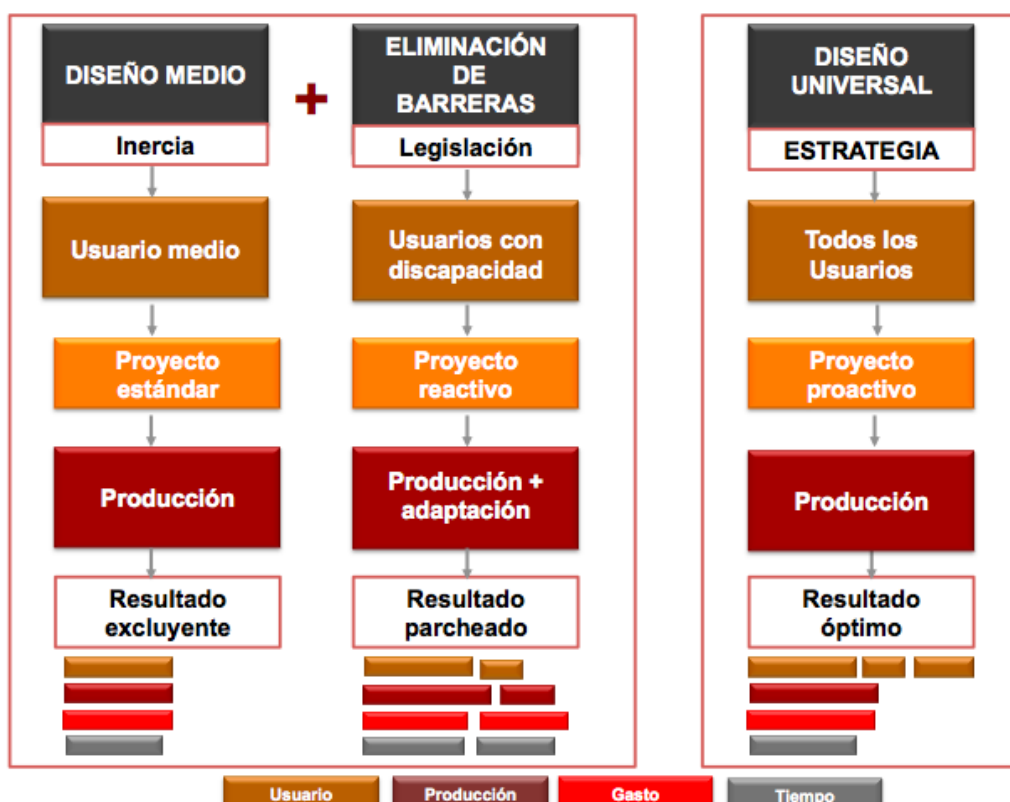 DISEÑO MEDIO
Inercia
Usuario medio
Proyecto
estándar
Producción
Resultado
excluyente
+
ELIMINACIÓN
DE
BARRERAS
Legislación
Usuarios con
discapacidad
Proyecto
reactivo
Producción +
adaptación
Resultado
parcheado
DISEÑO
UNIVERSAL
ESTRATEGIA
Todos los
Usuarios
Proyecto
proactivo
Producción
Resultado
óptimo
Usuario
Producción
Gasto
Tiempo